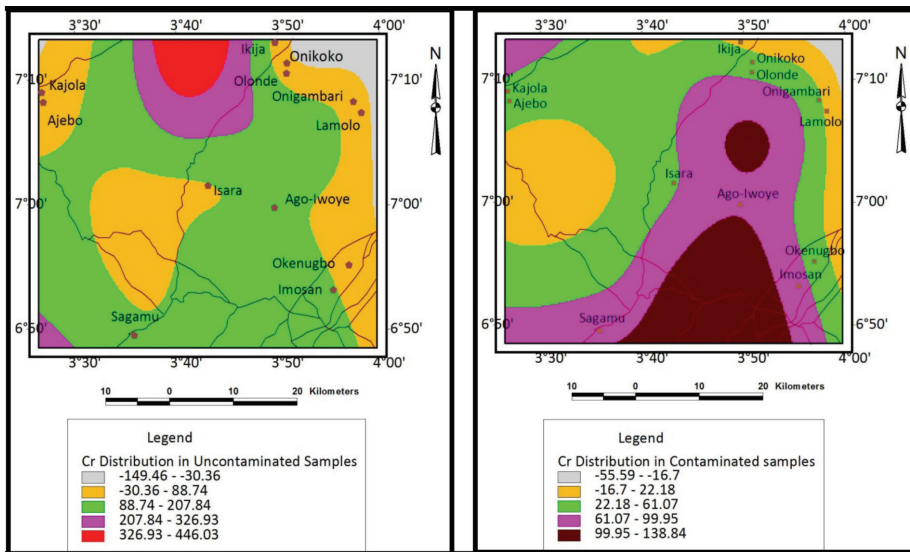 3°30' 3°40' 3°50' 4°00'
Ikija
N
Onikoko
7°10' Kajola Olonde 7°10'
Onigambari
Ajebo Lamolo
Isara
7°00' Ago-Iwoye 7°00'
Okenugbo
Imosan
Sagamu
6°50' 6°50'
3°30' 3°40' 3°50' 4°00'
10 0 10 20 Kilometers
Legend
Cr Distribution in Uncontaminated Samples
-149.46 - -30.36
-30.36 - 88.74
88.74 - 207.84
207.84 - 326.93
326.93 - 446.03
3°30' 3°40' 3°50' 4°00'
Ikija
N
Onikoko
7°10' Olonde 7°10'
Kajola Onigambari
Ajebo Lamolo
Isara
7°00' Ago-Iwoye 7°00'
Okenugbo
Imosan
Sagamu
6°50' 6°50'
3°30' 3°40' 3°50' 4°00'
10 0 10 20 Kilometers
Legend
Cr Distribution in Contaminated samples
-55.59 - -16.7
-16.7 - 22.18
22.18 - 61.07
61.07 - 99.95
99.95 - 138.84